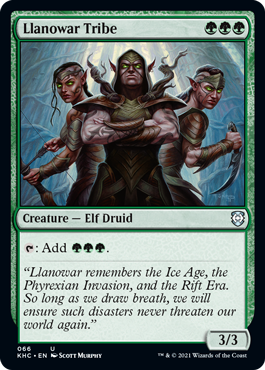 Llanowar Tribe
Creature — Elf Druid
: Add
“Llanowar remembers the Ice Age, the
Phyrexian Invasion, and the Rift Era.
So long as we draw breath, we will
ensure such disasters never threaten our
world again.”
3/3
066 U
KHC • EN Scott Murphy
™ & © 2021 Wizards of the Coast